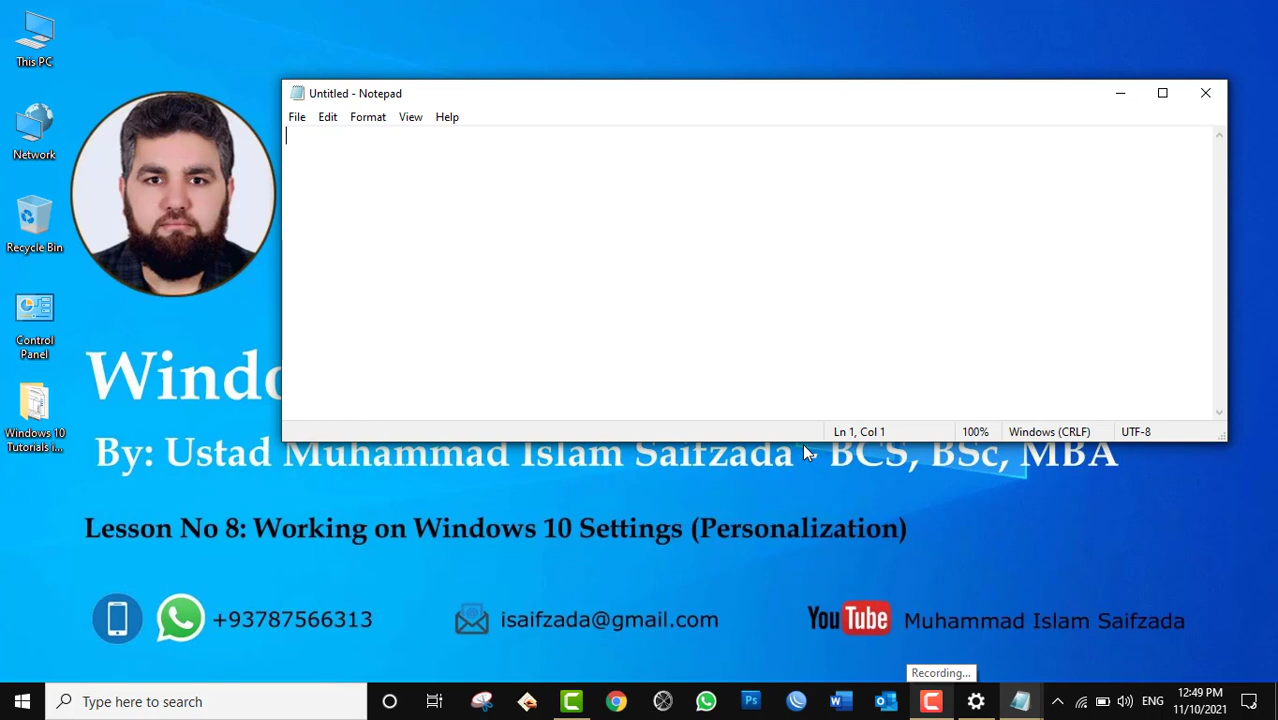 This PC
Network
Recycle Bin
Control
Panel
Windows 10
Tutorials i...
Untitled - Notepad
File Edit Format View Help
Ln 1, Col 1 100% Windows (CRLF) UTF-8
Windo
By: Ustad Muhammad Islam Saifzada - BCS, BSc, MBA
Lesson No 8: Working on Windows 10 Settings (Personalization)
+93787566313
isaifzada@gmail.com
YouTube Muhammad Islam Saifzada
Recording...
Type here to search
Ps
ENG
12:49 PM
11/10/2021